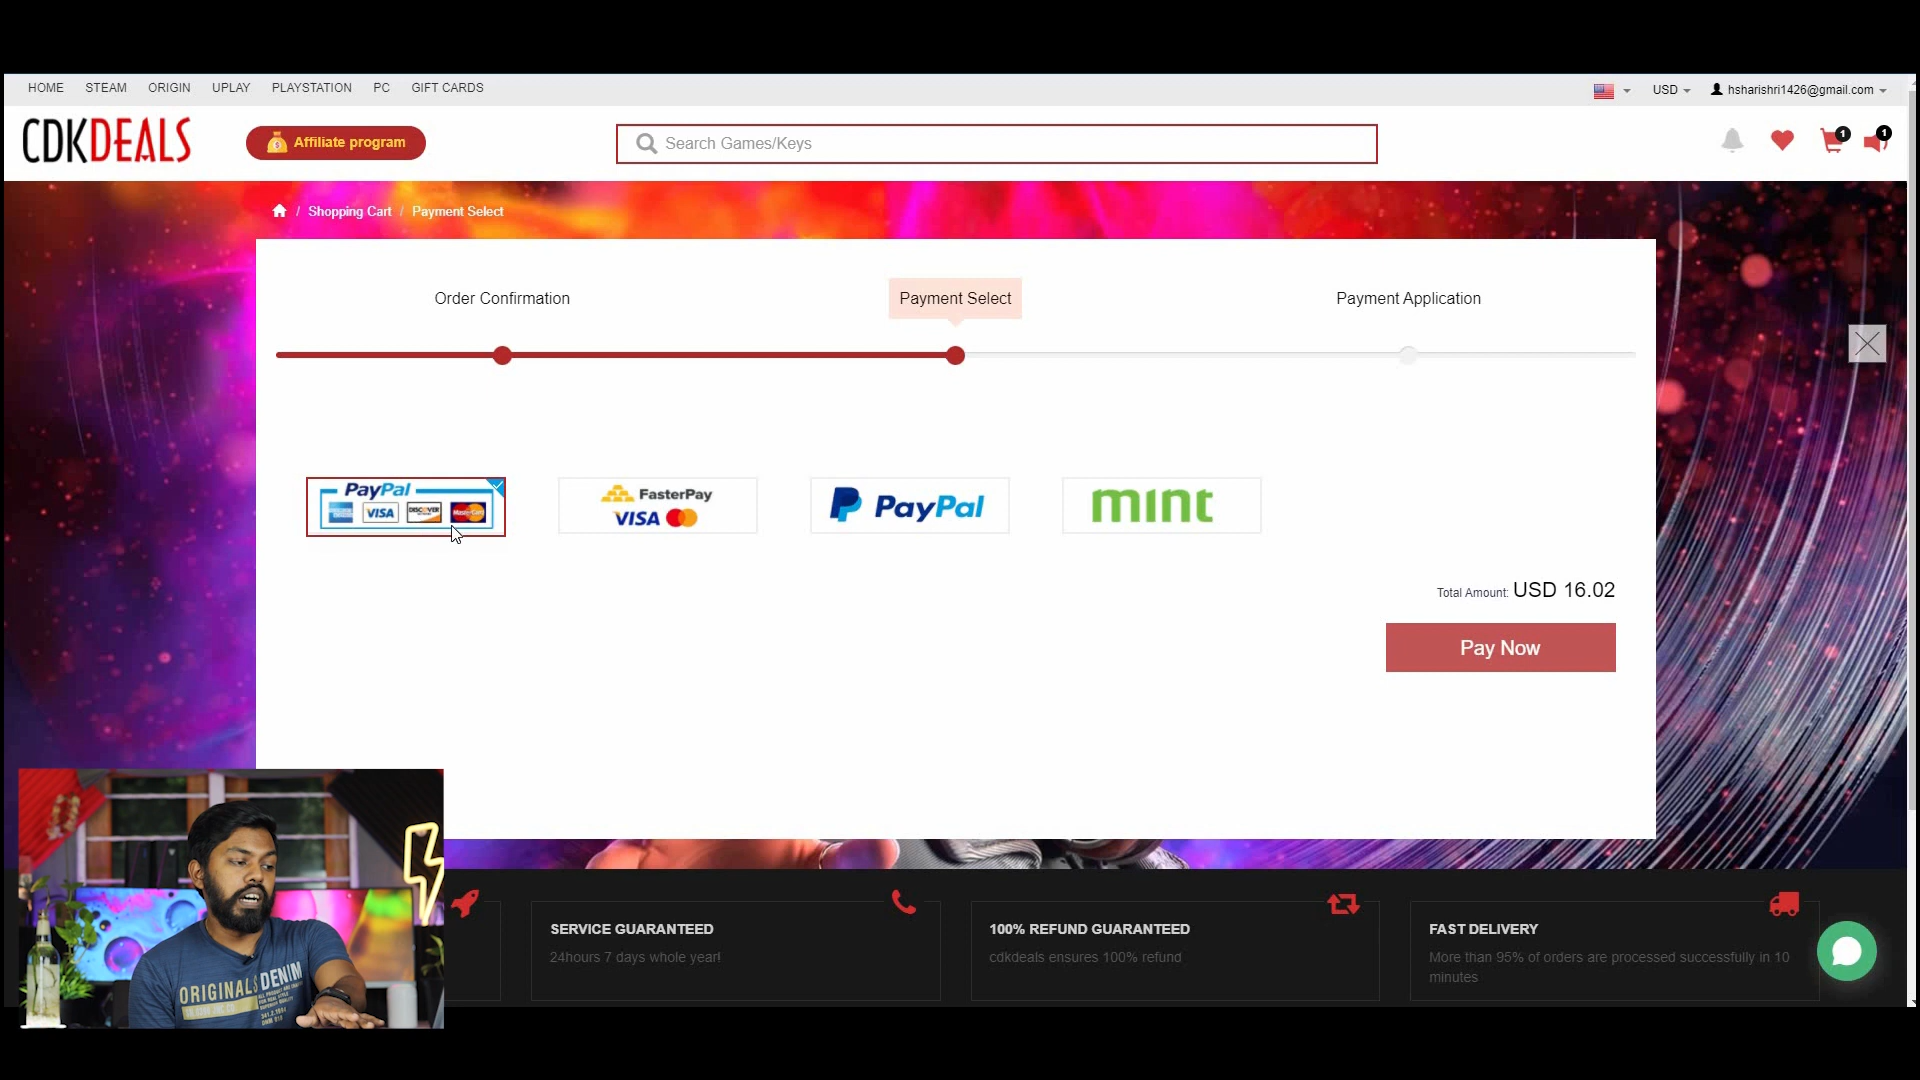 HOME STEAM ORIGIN UPLAY PLAYSTATION PC GIFT CARDS
USD hsharishri1426@gmail.com
CDKDEALS
Affiliate program
Search Games/Keys
1
1
/ Shopping Cart / Payment Select
Order Confirmation
Payment Select
Payment Application
PayPal
VISA DISCOVER MasterCard
FasterPay
VISA
PayPal
mint
Total Amount: USD 16.02
Pay Now
SERVICE GUARANTEED
24hours 7 days whole year!
100% REFUND GUARANTEED
cdkdeals ensures 100% refund
FAST DELIVERY
More than 95% of orders are processed successfully in 10
minutes
ORIGINALS DENIM